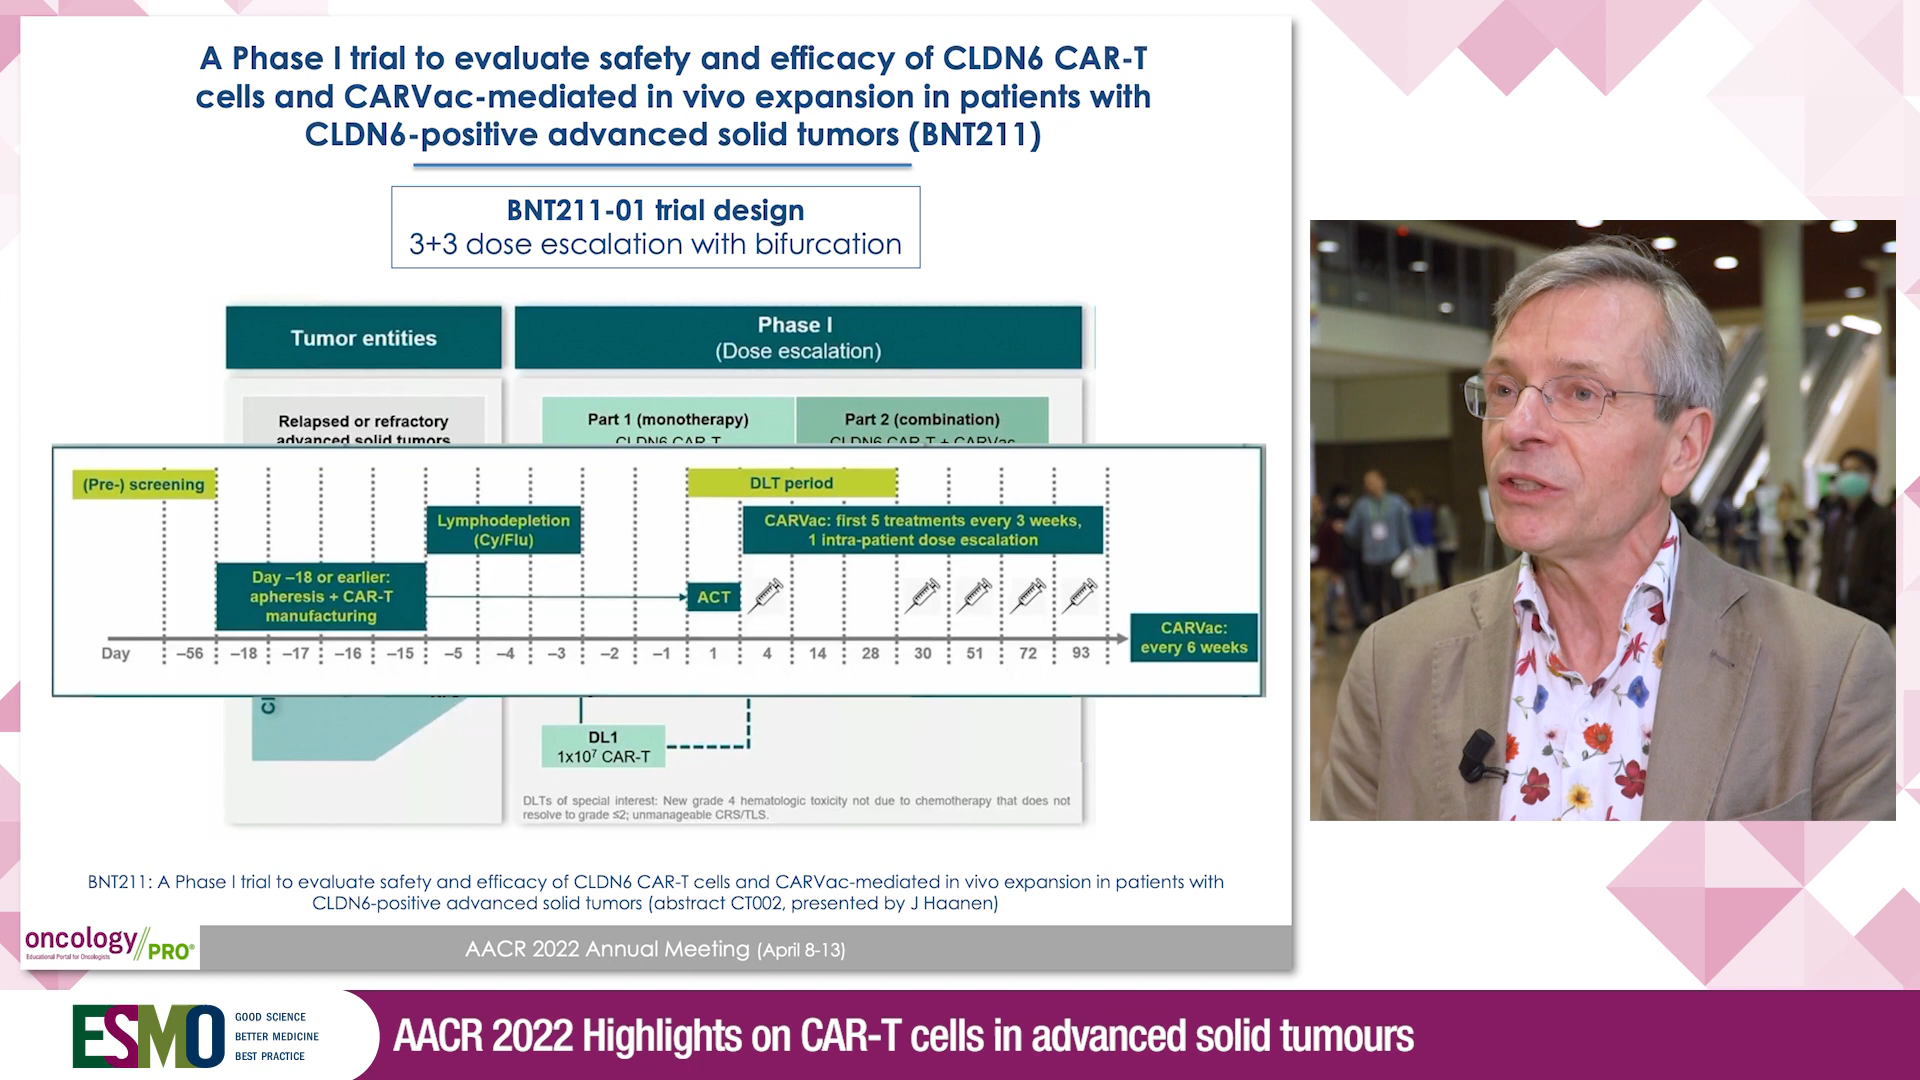 A Phase I trial to evaluate safety and efficacy of CLDN6 CAR-T
cells and CARVac-mediated in vivo expansion in patients with
CLDN6-positive advanced solid tumors (BNT211)
BNT211-01 trial design
3+3 dose escalation with bifurcation
Tumor entities
Phase I
(Dose escalation)
Relapsed or refractory
advanced solid tumors
Part 1 (monotherapy)
CLDN6 CAR-T
Part 2 (combination)
CLDN6 CAR-T + CARVac
(Pre-) screening
DLT period
Lymphodepletion
(Cy/Flu)
CARVac: first 5 treatments every 3 weeks,
1 intra-patient dose escalation
Day –18 or earlier:
apheresis + CAR-T
manufacturing
ACT
CARVac:
every 6 weeks
Day –56 –18 –17 –16 –15 –5 –4 –3 –2 –1 1 4 14 28 30 51 72 93
DL1
1x10⁷ CAR-T
DLTs of special interest: New grade 4 hematologic toxicity not due to chemotherapy that does not
resolve to grade ≤2; unmanageable CRS/TLS.
BNT211: A Phase I trial to evaluate safety and efficacy of CLDN6 CAR-T cells and CARVac-mediated in vivo expansion in patients with
CLDN6-positive advanced solid tumors (abstract CT002, presented by J Haanen)
oncology//PRO®
Educational Portal for Oncologists
AACR 2022 Annual Meeting (April 8-13)
ESMO
GOOD SCIENCE
BETTER MEDICINE
BEST PRACTICE
AACR 2022 Highlights on CAR-T cells in advanced solid tumours